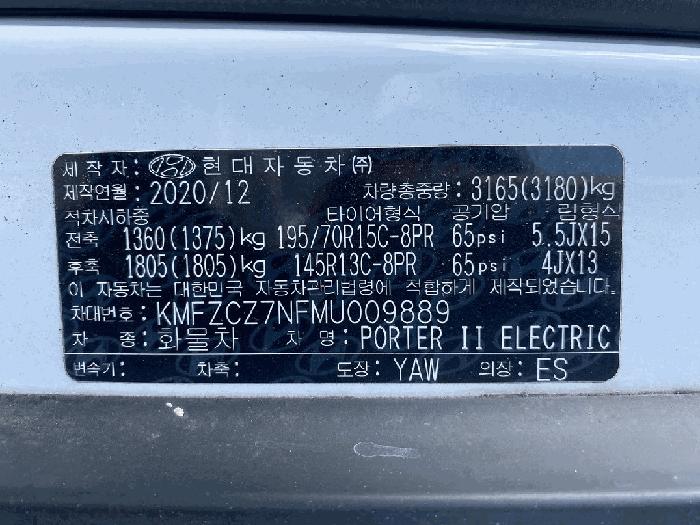 제 작 자: 현대자동차㈜
제작연월: 2020/12 차량총중량: 3165(3180)kg
적차시하중 타이어형식 공기압 림형식
전축 1360(1375)kg 195/70R15C-8PR 65psi 5.5JX15
후축 1805(1805)kg 145R13C-8PR 65psi 4JX13
이 자동차는 대한민국 자동차관리법령에 적합하게 제작되었습니다.
차대번호: KMFZCZ7NFMU009889
차 종: 화물차 차 명: PORTER II ELECTRIC
변속기: 차축: 도장: YAW 의장: ES